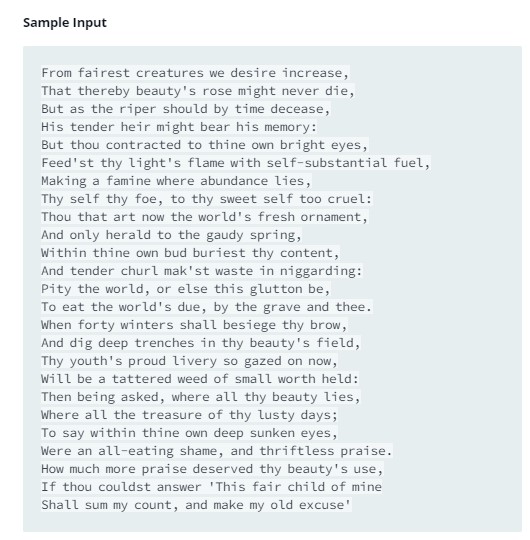 Sample Input
From fairest creatures we desire increase,
That thereby beauty's rose might never die,
But as the riper should by time decease,
His tender heir might bear his memory:
But thou contracted to thine own bright eyes,
Feed'st thy light's flame with self-substantial fuel,
Making a famine where abundance lies,
Thy self thy foe, to thy sweet self too cruel:
Thou that art now the world's fresh ornament,
And only herald to the gaudy spring,
Within thine own bud buriest thy content,
And tender churl mak'st waste in niggarding:
Pity the world, or else this glutton be,
To eat the world's due, by the grave and thee.
When forty winters shall besiege thy brow,
And dig deep trenches in thy beauty's field,
Thy youth's proud livery so gazed on now,
Will be a tattered weed of small worth held:
Then being asked, where all thy beauty lies,
Where all the treasure of thy lusty days;
To say within thine own deep sunken eyes,
Were an all-eating shame, and thriftless praise.
How much more praise deserved thy beauty's use,
If thou couldst answer 'This fair child of mine
Shall sum my count, and make my old excuse'